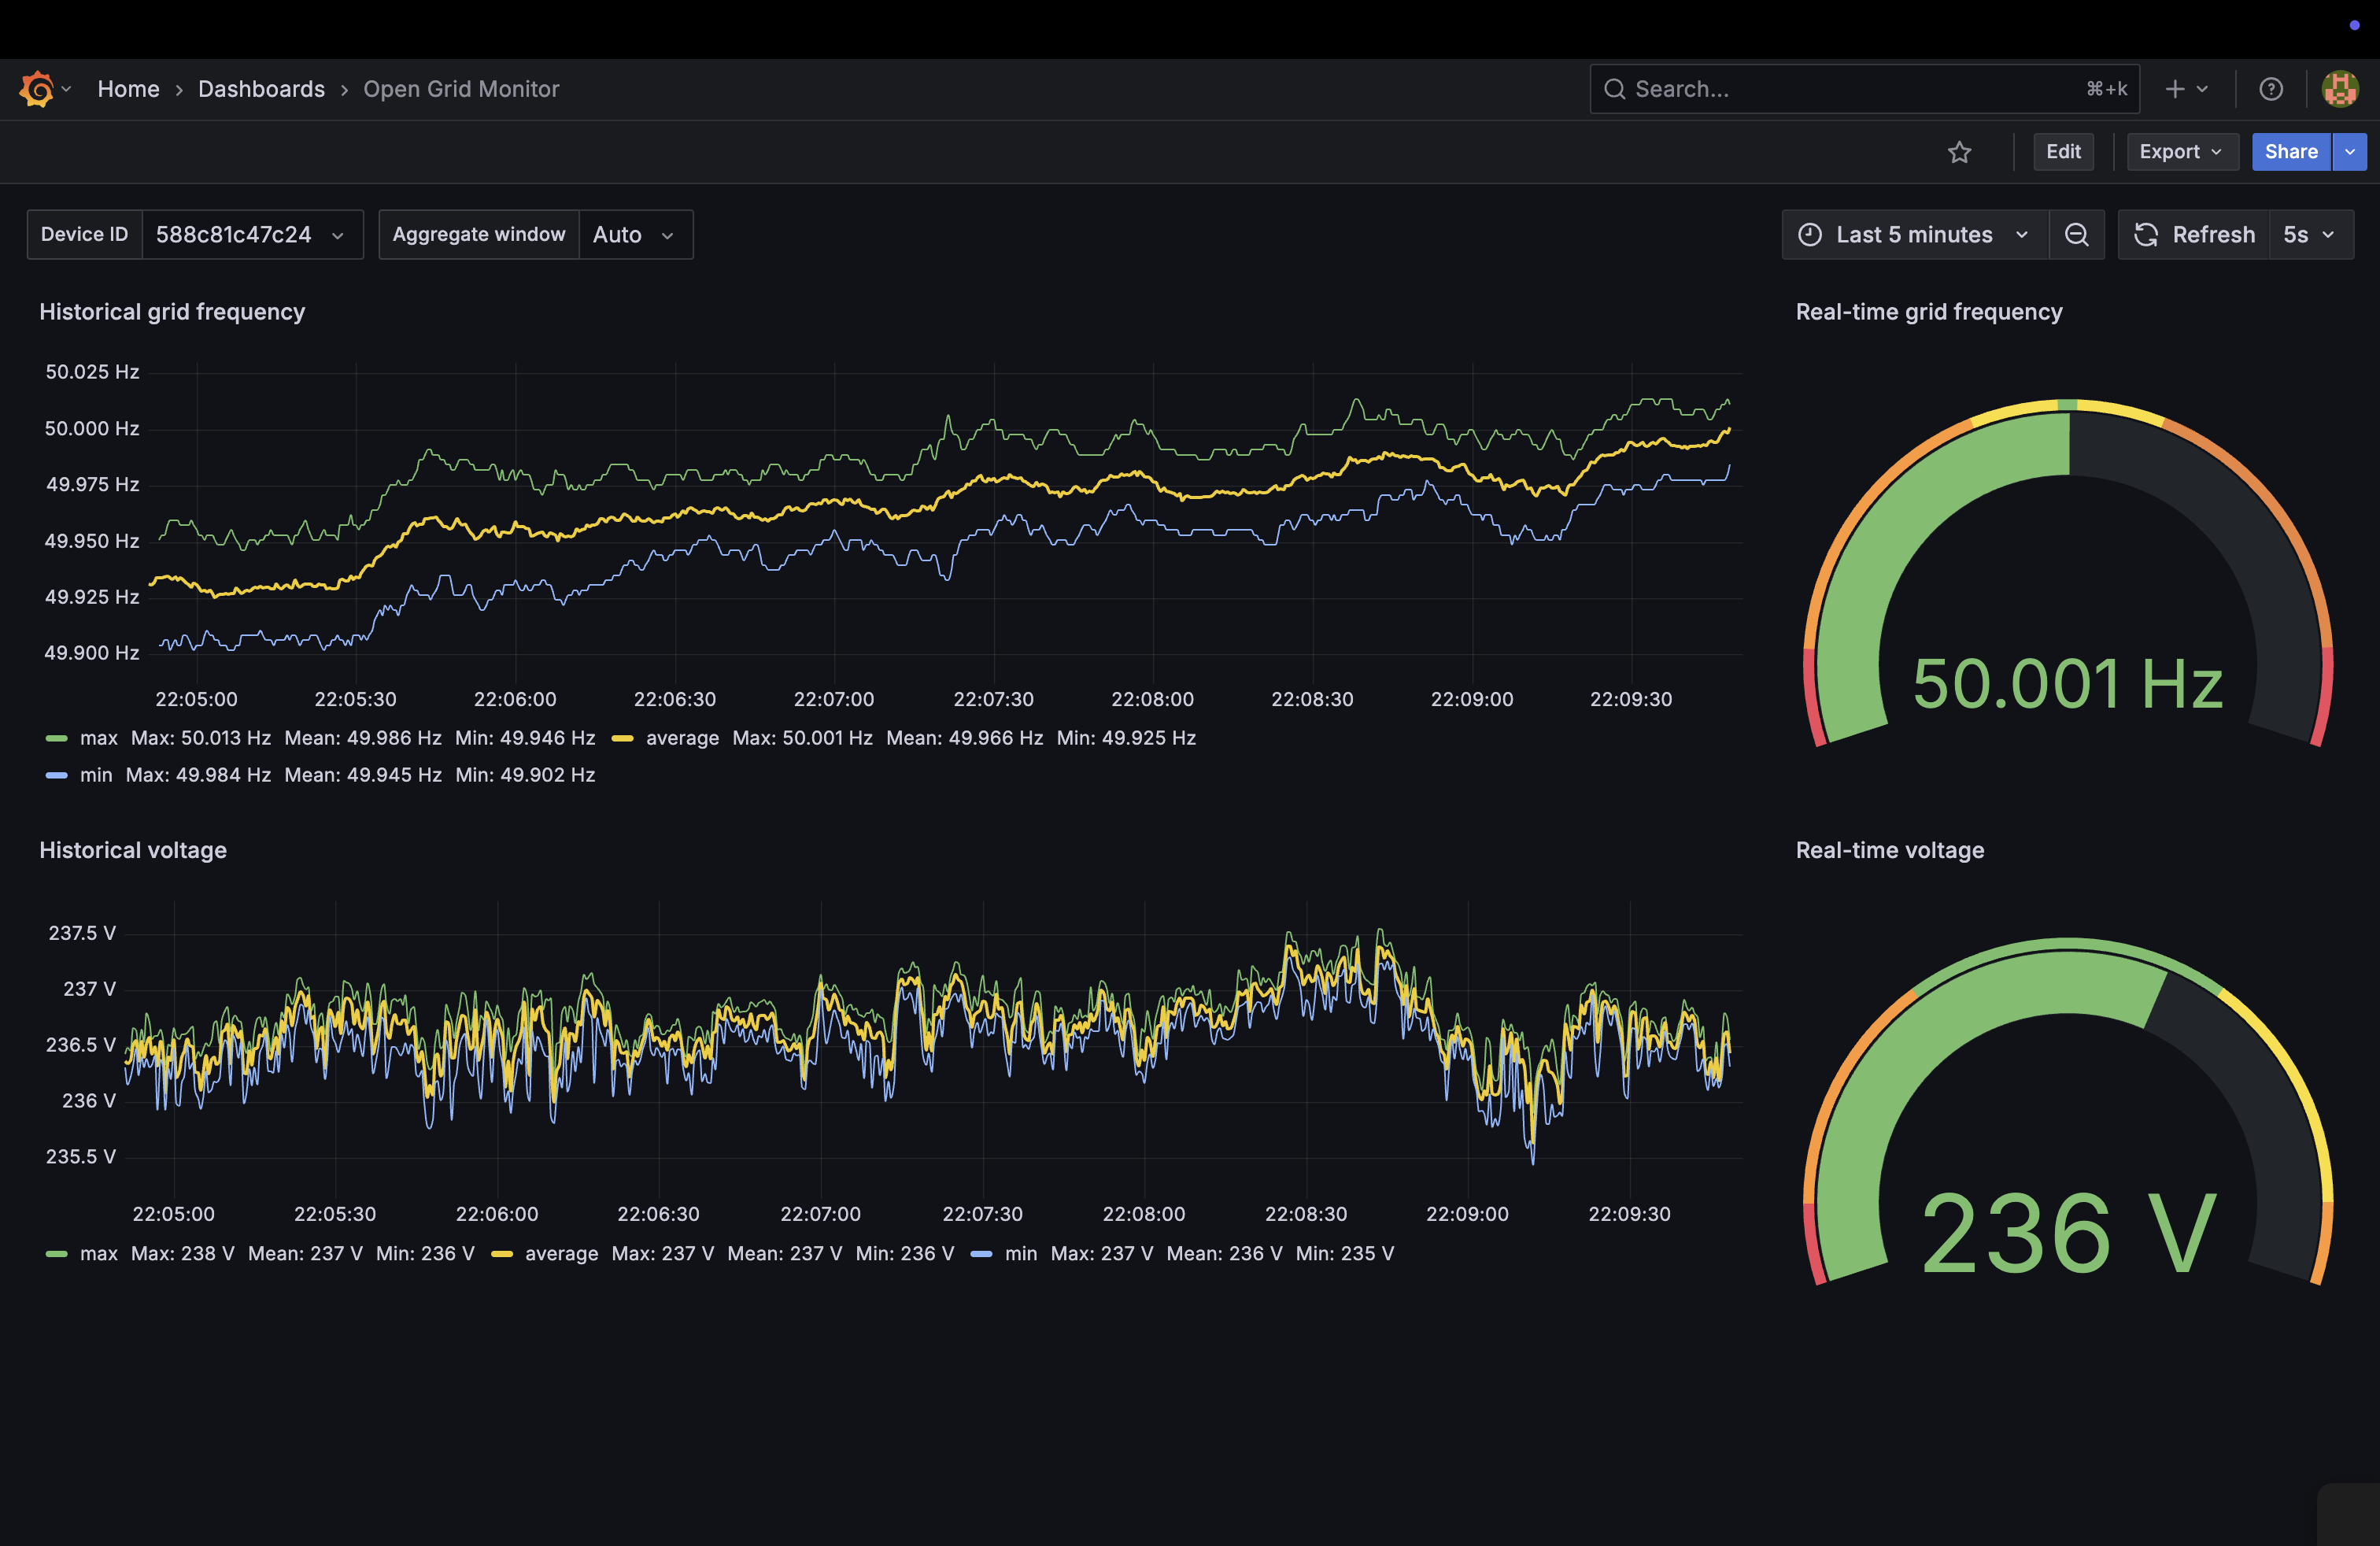 Home › Dashboards › Open Grid Monitor
Search...
⌘+k
Edit
Export
Share
Device ID
588c81c47c24
Aggregate window
Auto
Last 5 minutes
Refresh
5s
Historical grid frequency
50.025 Hz
50.000 Hz
49.975 Hz
49.950 Hz
49.925 Hz
49.900 Hz
22:05:00 22:05:30 22:06:00 22:06:30 22:07:00 22:07:30 22:08:00 22:08:30 22:09:00 22:09:30
max Max: 50.013 Hz Mean: 49.986 Hz Min: 49.946 Hz average Max: 50.001 Hz Mean: 49.966 Hz Min: 49.925 Hz
min Max: 49.984 Hz Mean: 49.945 Hz Min: 49.902 Hz
Real-time grid frequency
50.001 Hz
Historical voltage
237.5 V
237 V
236.5 V
236 V
235.5 V
22:05:00 22:05:30 22:06:00 22:06:30 22:07:00 22:07:30 22:08:00 22:08:30 22:09:00 22:09:30
max Max: 238 V Mean: 237 V Min: 236 V average Max: 237 V Mean: 237 V Min: 236 V min Max: 237 V Mean: 236 V Min: 235 V
Real-time voltage
236 V